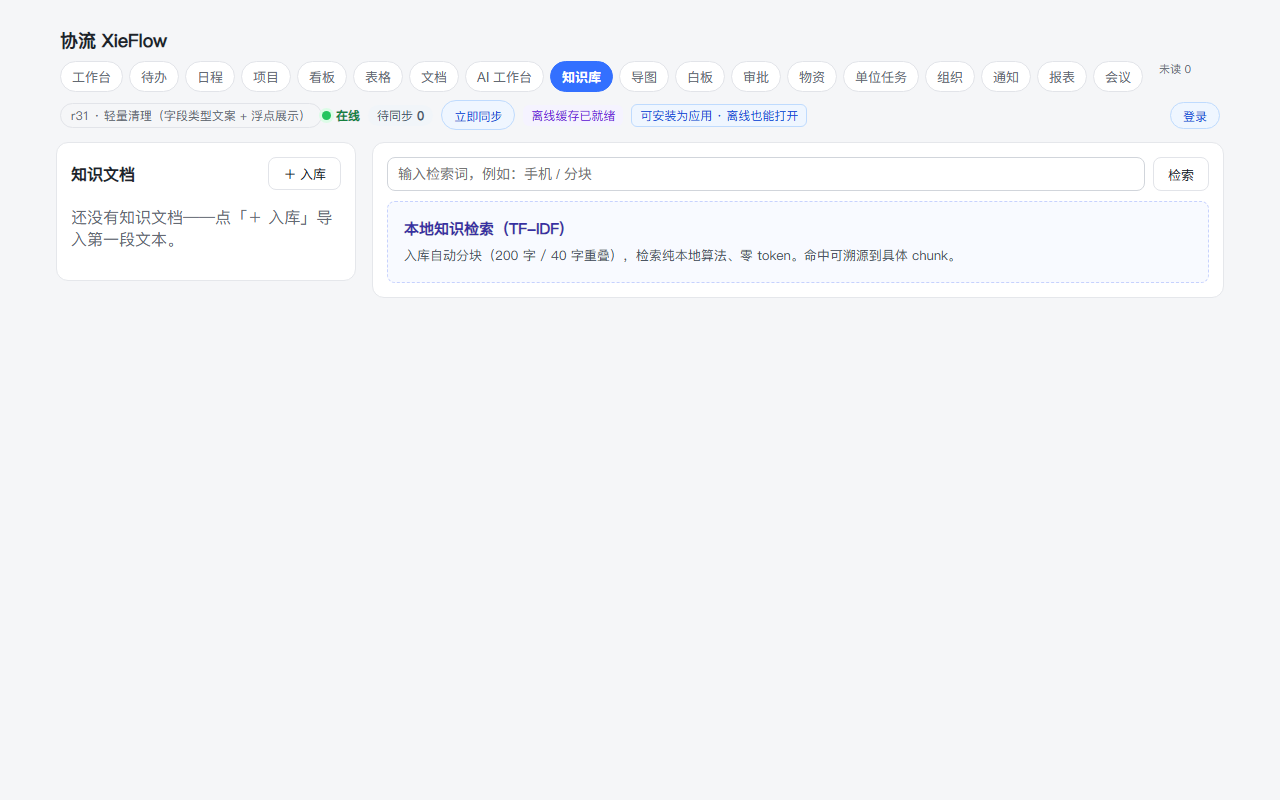 协流 XieFlow
工作台 待办 日程 项目 看板 表格 文档 AI 工作台 知识库 导图 白板 审批 物资 单位任务 组织 通知 报表 会议 未读 0
r31 · 轻量清理（字段类型文案 + 浮点展示） 在线 待同步 0 立即同步 离线缓存已就绪 可安装为应用 · 离线也能打开 登录
知识文档 ＋ 入库
还没有知识文档——点「＋ 入库」导
入第一段文本。
输入检索词，例如：手机 / 分块 检索
本地知识检索（TF-IDF）
入库自动分块（200 字 / 40 字重叠），检索纯本地算法、零 token。命中可溯源到具体 chunk。